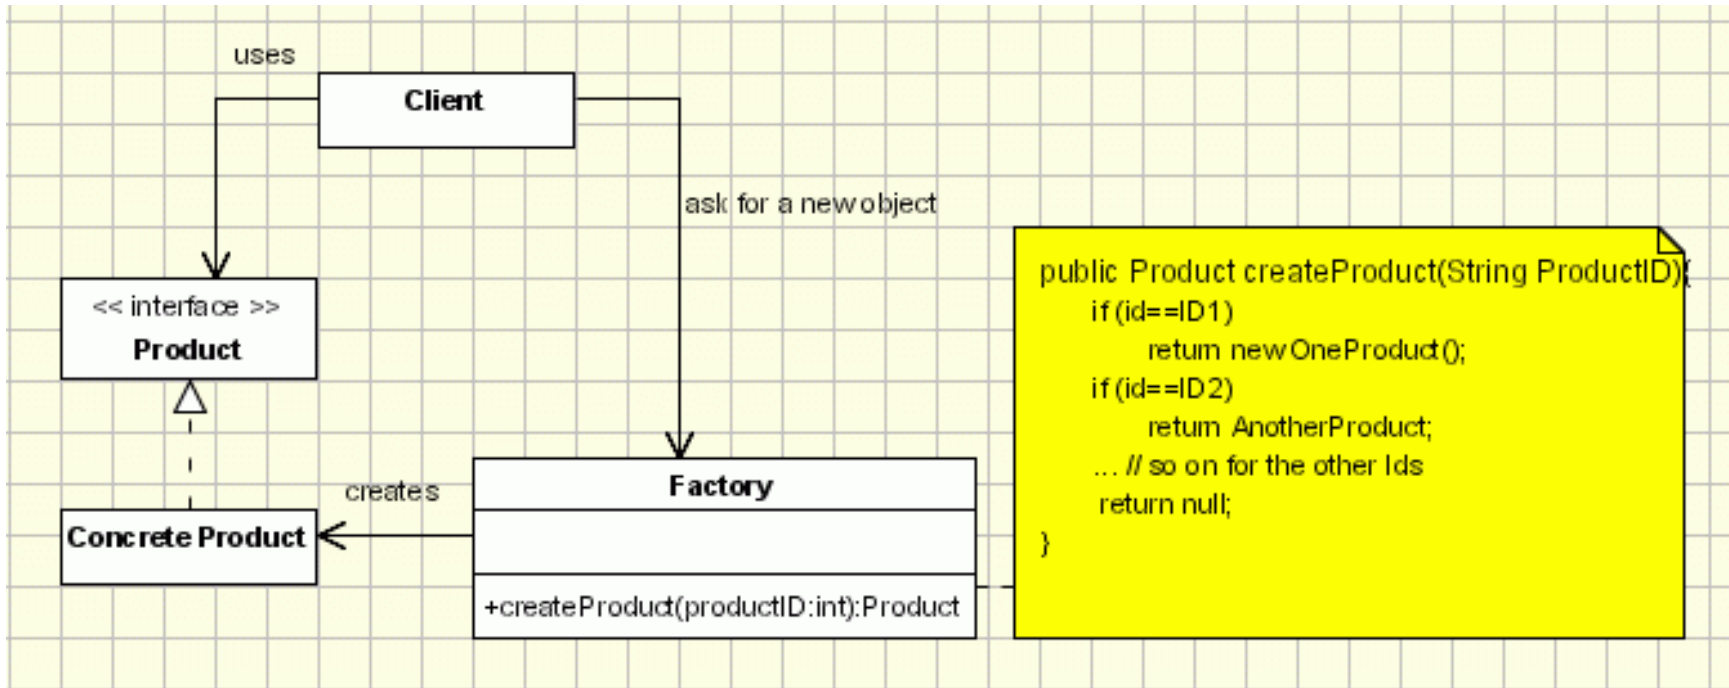 uses
Client
ask for a new object
<< interface >>
Product
creates
Concrete Product
Factory
+createProduct(productID:int):Product
public Product createProduct(String ProductID){
if (id==ID1)
return new OneProduct();
if (id==ID2)
return AnotherProduct;
... // so on for the other Ids
return null;
}